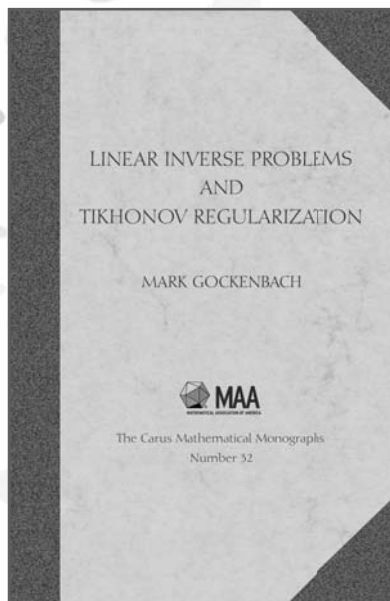 LINEAR INVERSE PROBLEMS
AND
TIKHONOV REGULARIZATION
MARK GOCKENBACH
MAA
MATHEMATICAL ASSOCIATION OF AMERICA
The Carus Mathematical Monographs
Number 32